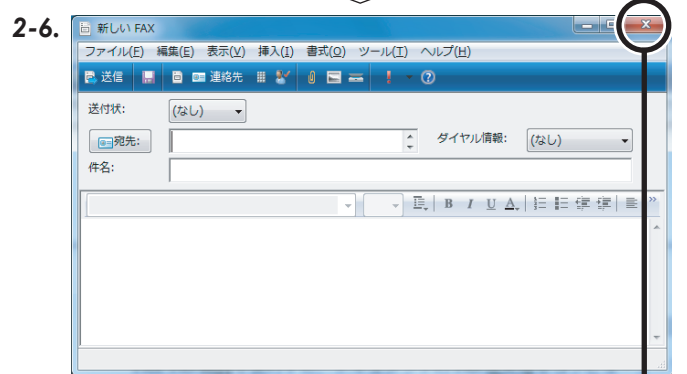 2-6.
新しい FAX
ファイル(F) 編集(E) 表示(V) 挿入(I) 書式(O) ツール(T) ヘルプ(H)
送信 連絡先
送付状: (なし)
宛先: ダイヤル情報: (なし)
件名:
B I U A